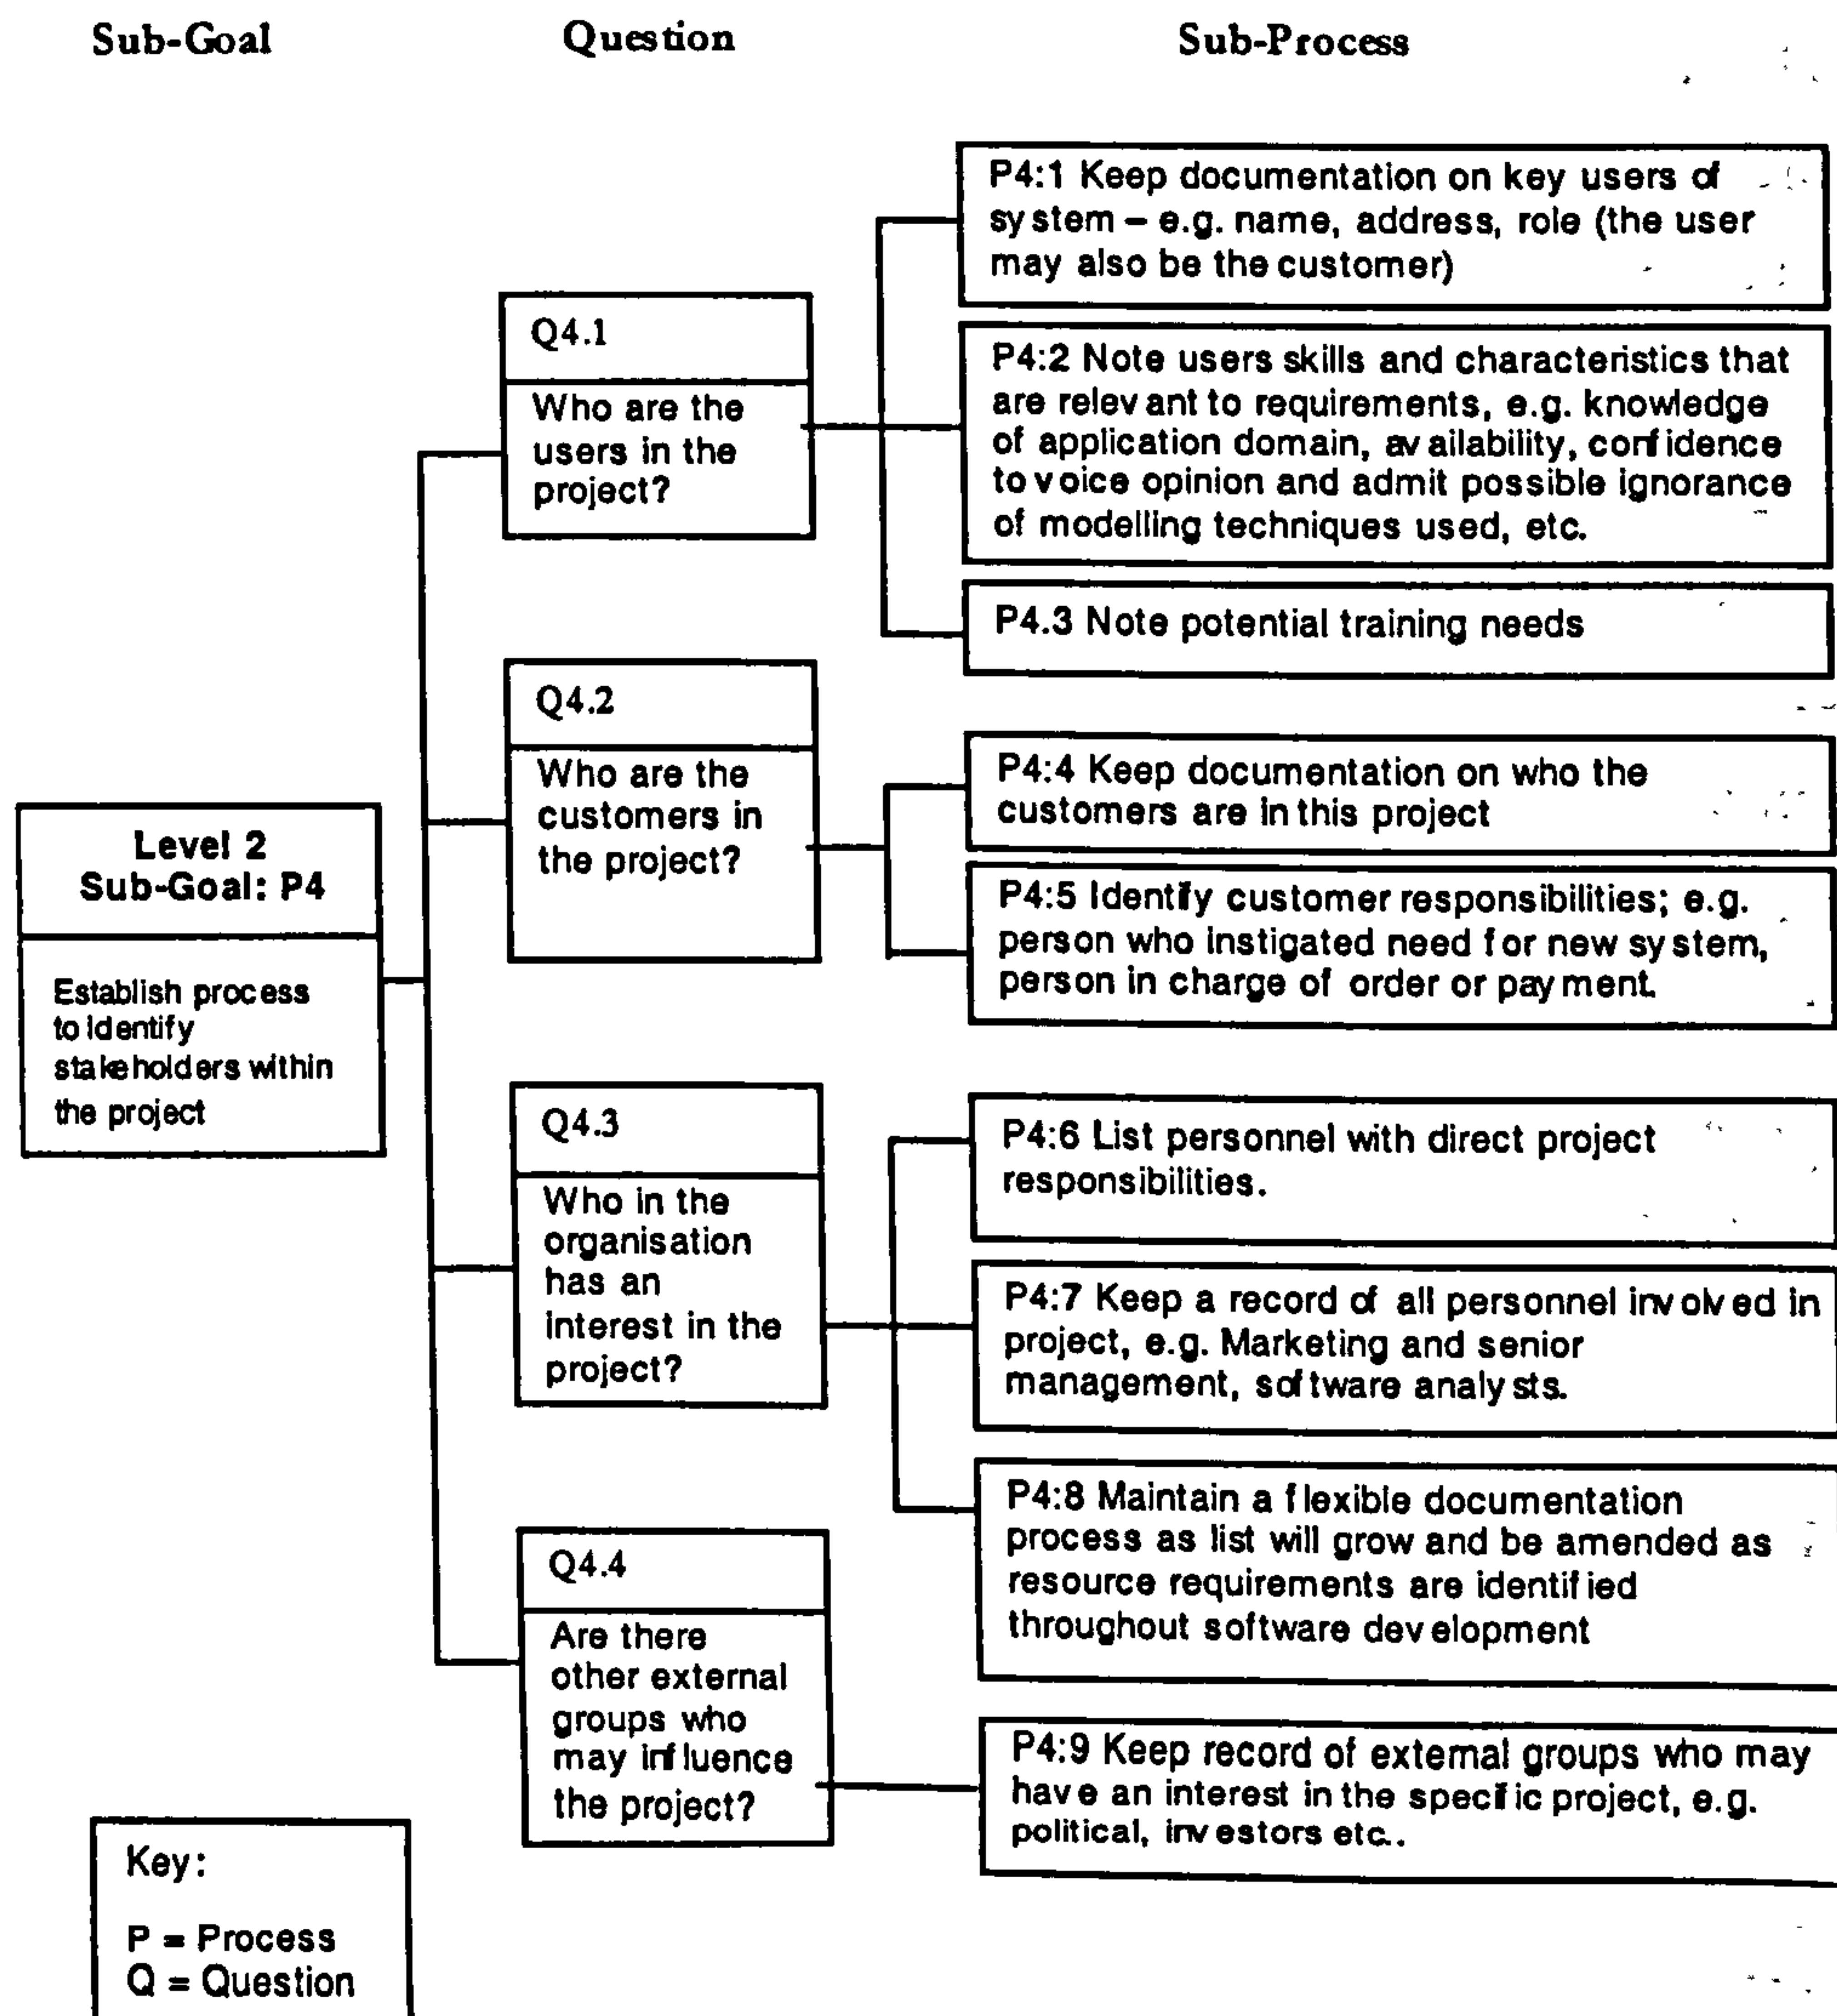 Sub-Goal
Question
Sub-Process
Level 2
Sub-Goal: P4
Establish process
to identify
stakeholders within
the project
Q4.1
Who are the
users in the
project?
P4:1 Keep documentation on key users of
system – e.g. name, address, role (the user
may also be the customer)
P4:2 Note users skills and characteristics that
are relevant to requirements, e.g. knowledge
of application domain, availability, confidence
to voice opinion and admit possible ignorance
of modelling techniques used, etc.
P4.3 Note potential training needs
Q4.2
Who are the
customers in
the project?
P4:4 Keep documentation on who the
customers are in this project
P4:5 Identify customer responsibilities; e.g.
person who instigated need for new system,
person in charge of order or payment.
Q4.3
Who in the
organisation
has an
interest in the
project?
P4:6 List personnel with direct project
responsibilities.
P4:7 Keep a record of all personnel involved in
project, e.g. Marketing and senior
management, software analysts.
P4:8 Maintain a flexible documentation
process as list will grow and be amended as
resource requirements are identified
throughout software development
Q4.4
Are there
other external
groups who
may influence
the project?
P4:9 Keep record of external groups who may
have an interest in the specific project, e.g.
political, investors etc..
Key:
P = Process
Q = Question